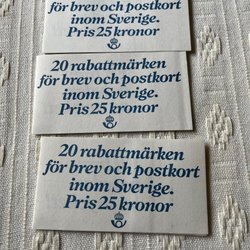 för brev och postkort
inom Sverige.
Pris 25 kronor
20 rabattmärken
för brev och postkort
inom Sverige.
Pris 25 kronor
20 rabattmärken
för brev och postkort
inom Sverige.
Pris 25 kronor